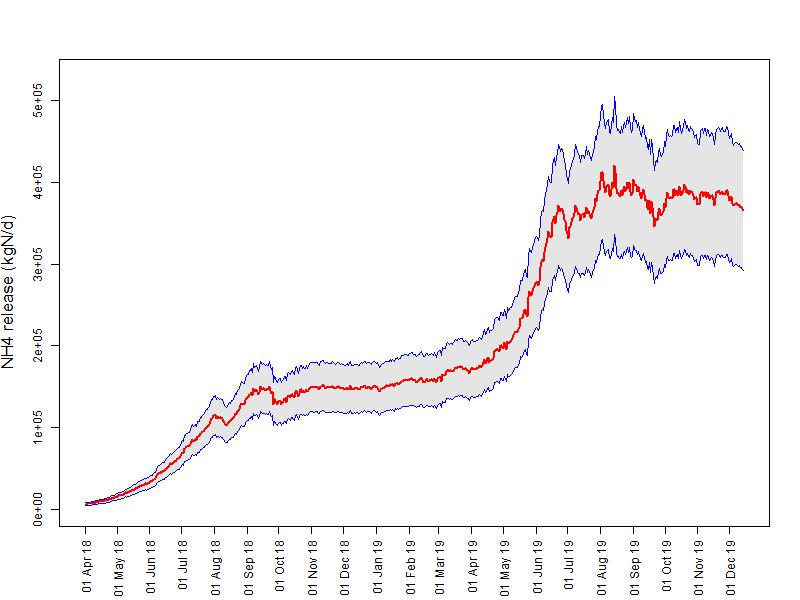 NH4 release (kgN/d)
5e+05
4e+05
3e+05
2e+05
1e+05
0e+00
01 Apr 18
01 May 18
01 Jun 18
01 Jul 18
01 Aug 18
01 Sep 18
01 Oct 18
01 Nov 18
01 Dec 18
01 Jan 19
01 Feb 19
01 Mar 19
01 Apr 19
01 May 19
01 Jun 19
01 Jul 19
01 Aug 19
01 Sep 19
01 Oct 19
01 Nov 19
01 Dec 19